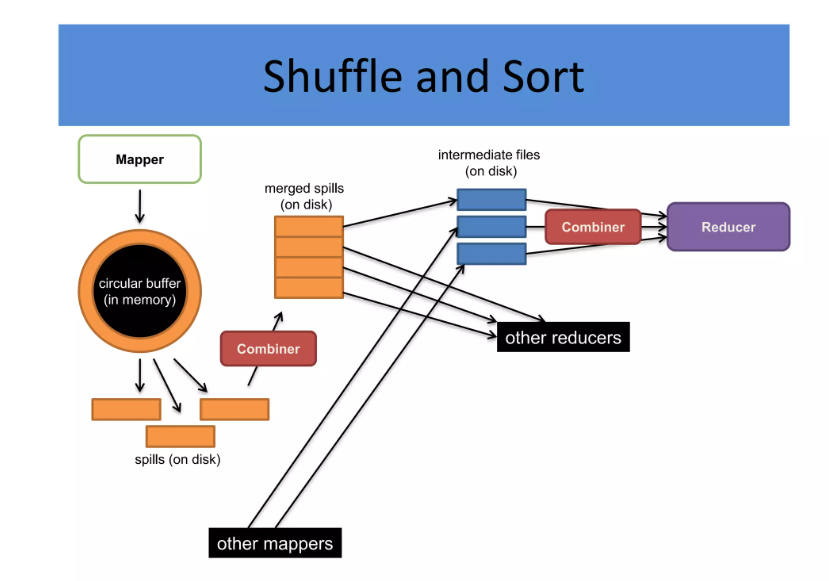 Shuffle and Sort
Mapper
circular buffer
(in memory)
spills (on disk)
Combiner
merged spills
(on disk)
intermediate files
(on disk)
Combiner
Reducer
other reducers
other mappers